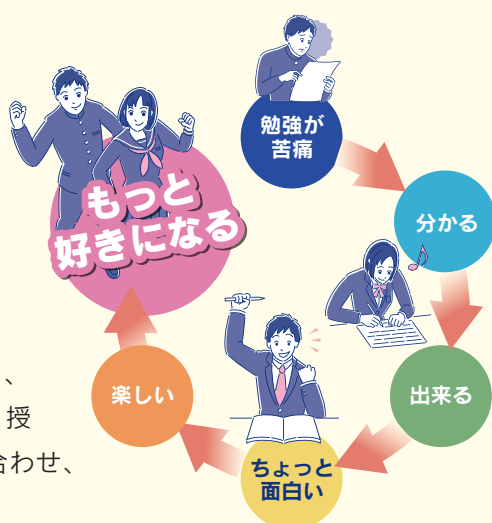 勉強が
苦痛
分かる
出来る
ちょっと
面白い
楽しい
もっと
好きになる
、
授
合わせ、